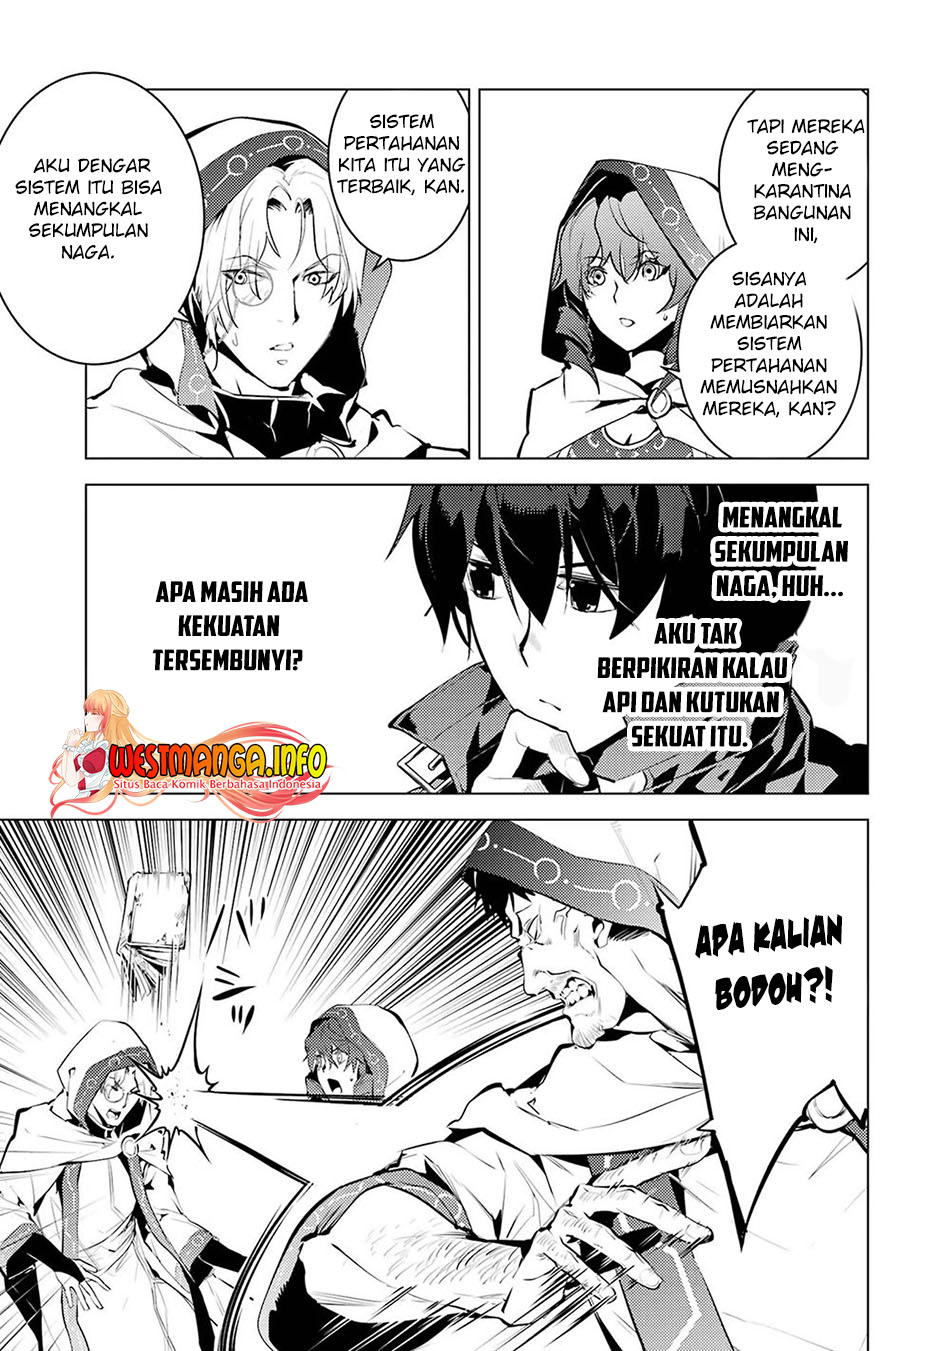 TAPI MEREKA
SEDANG
MENG-
KARANTINA
BANGUNAN
INI,
SISANYA
ADALAH
MEMBIARKAN
SISTEM
PERTAHANAN
MEMUSNAHKAN
MEREKA, KAN?
SISTEM
PERTAHANAN
KITA ITU YANG
TERBAIK, KAN.
AKU DENGAR
SISTEM ITU BISA
MENANGKAL
SEKUMPULAN
NAGA.
MENANGKAL
SEKUMPULAN
NAGA, HUH...
AKU TAK
BERPIKIRAN KALAU
API DAN KUTUKAN
SEKUAT ITU.
APA MASIH ADA
KEKUATAN
TERSEMBUNYI?
WESTMANGA.INFO
Situs Baca Komik Berbahasa Indonesia
APA KALIAN
BODOH?!